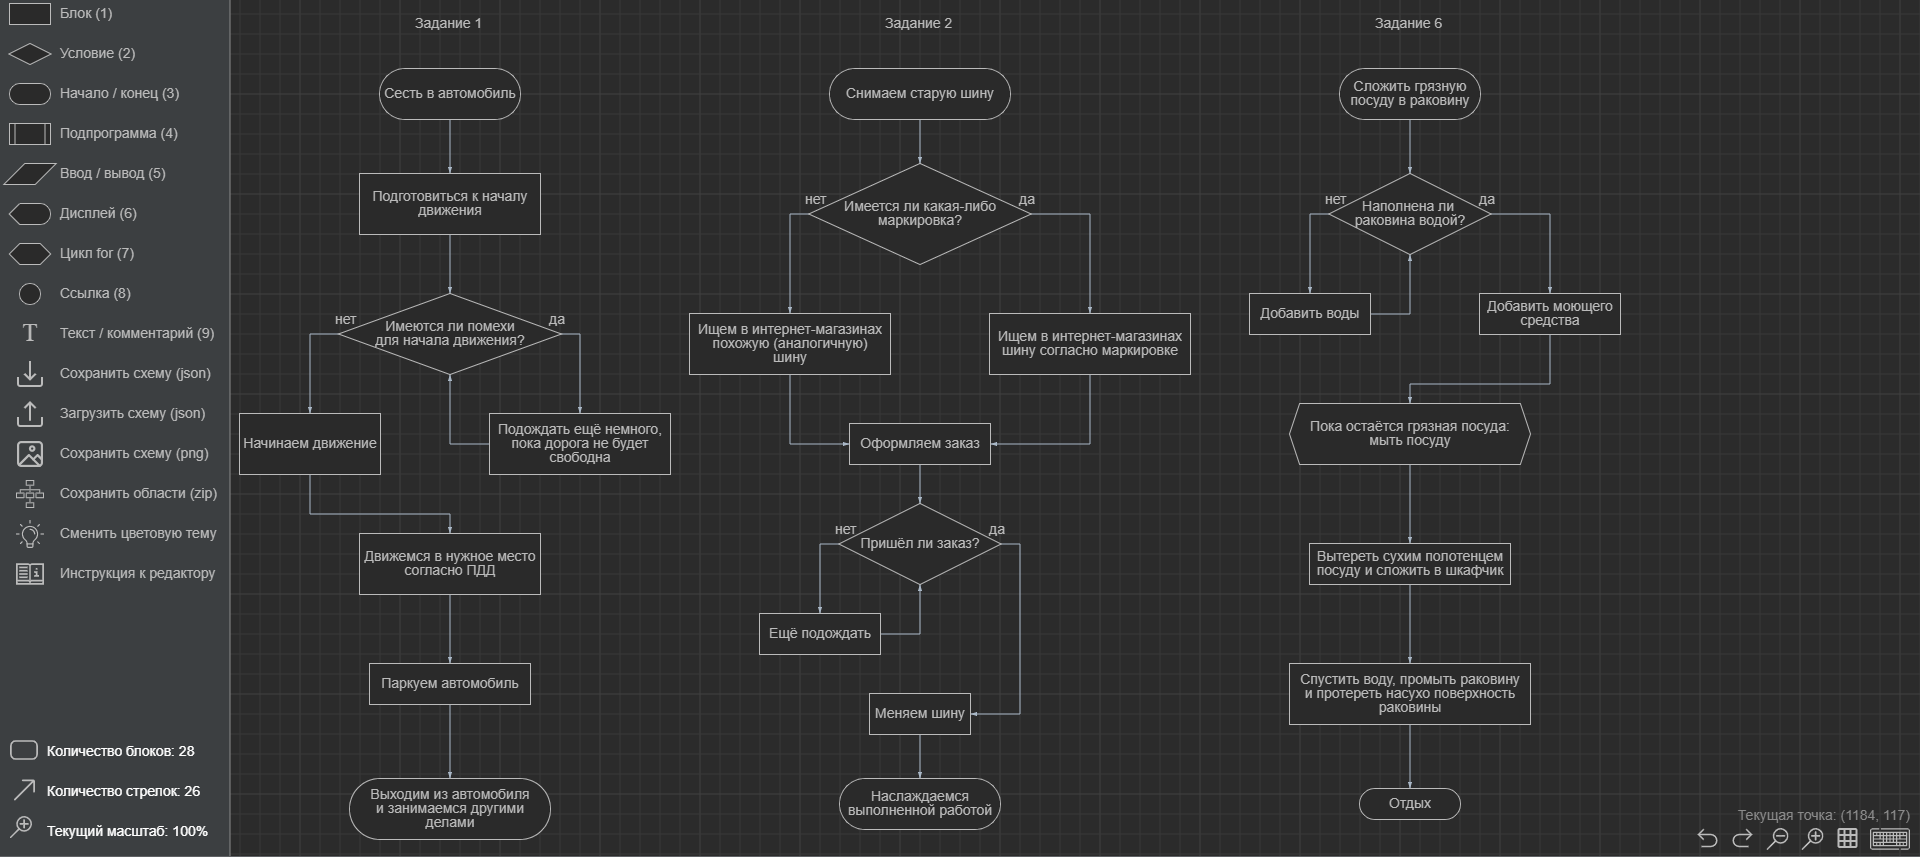 Блок (1)
Условие (2)
Начало / конец (3)
Подпрограмма (4)
Ввод / вывод (5)
Дисплей (6)
Цикл for (7)
Ссылка (8)
T
Текст / комментарий (9)
Сохранить схему (json)
Загрузить схему (json)
Сохранить схему (png)
Сохранить области (zip)
Сменить цветовую тему
Инструкция к редактору
Количество блоков: 28
Количество стрелок: 26
Текущий масштаб: 100%
Задание 1
Сесть в автомобиль
Подготовиться к началу
движения
нет
да
Имеются ли помехи
для начала движения?
Начинаем движение
Подождать ещё немного,
пока дорога не будет
свободна
Движемся в нужное место
согласно ПДД
Паркуем автомобиль
Выходим из автомобиля
и занимаемся другими
делами
Задание 2
Снимаем старую шину
нет
да
Имеется ли какая-либо
маркировка?
Ищем в интернет-магазинах
похожую (аналогичную)
шину
Ищем в интернет-магазинах
шину согласно маркировке
Оформляем заказ
нет
да
Пришёл ли заказ?
Ещё подождать
Меняем шину
Наслаждаемся
выполненной работой
Задание 6
Сложить грязную
посуду в раковину
нет
да
Наполнена ли
раковина водой?
Добавить воды
Добавить моющего
средства
Пока остаётся грязная посуда:
мыть посуду
Вытереть сухим полотенцем
посуду и сложить в шкафчик
Спустить воду, промыть раковину
и протереть насухо поверхность
раковины
Отдых
Текущая точка: (1184, 117)